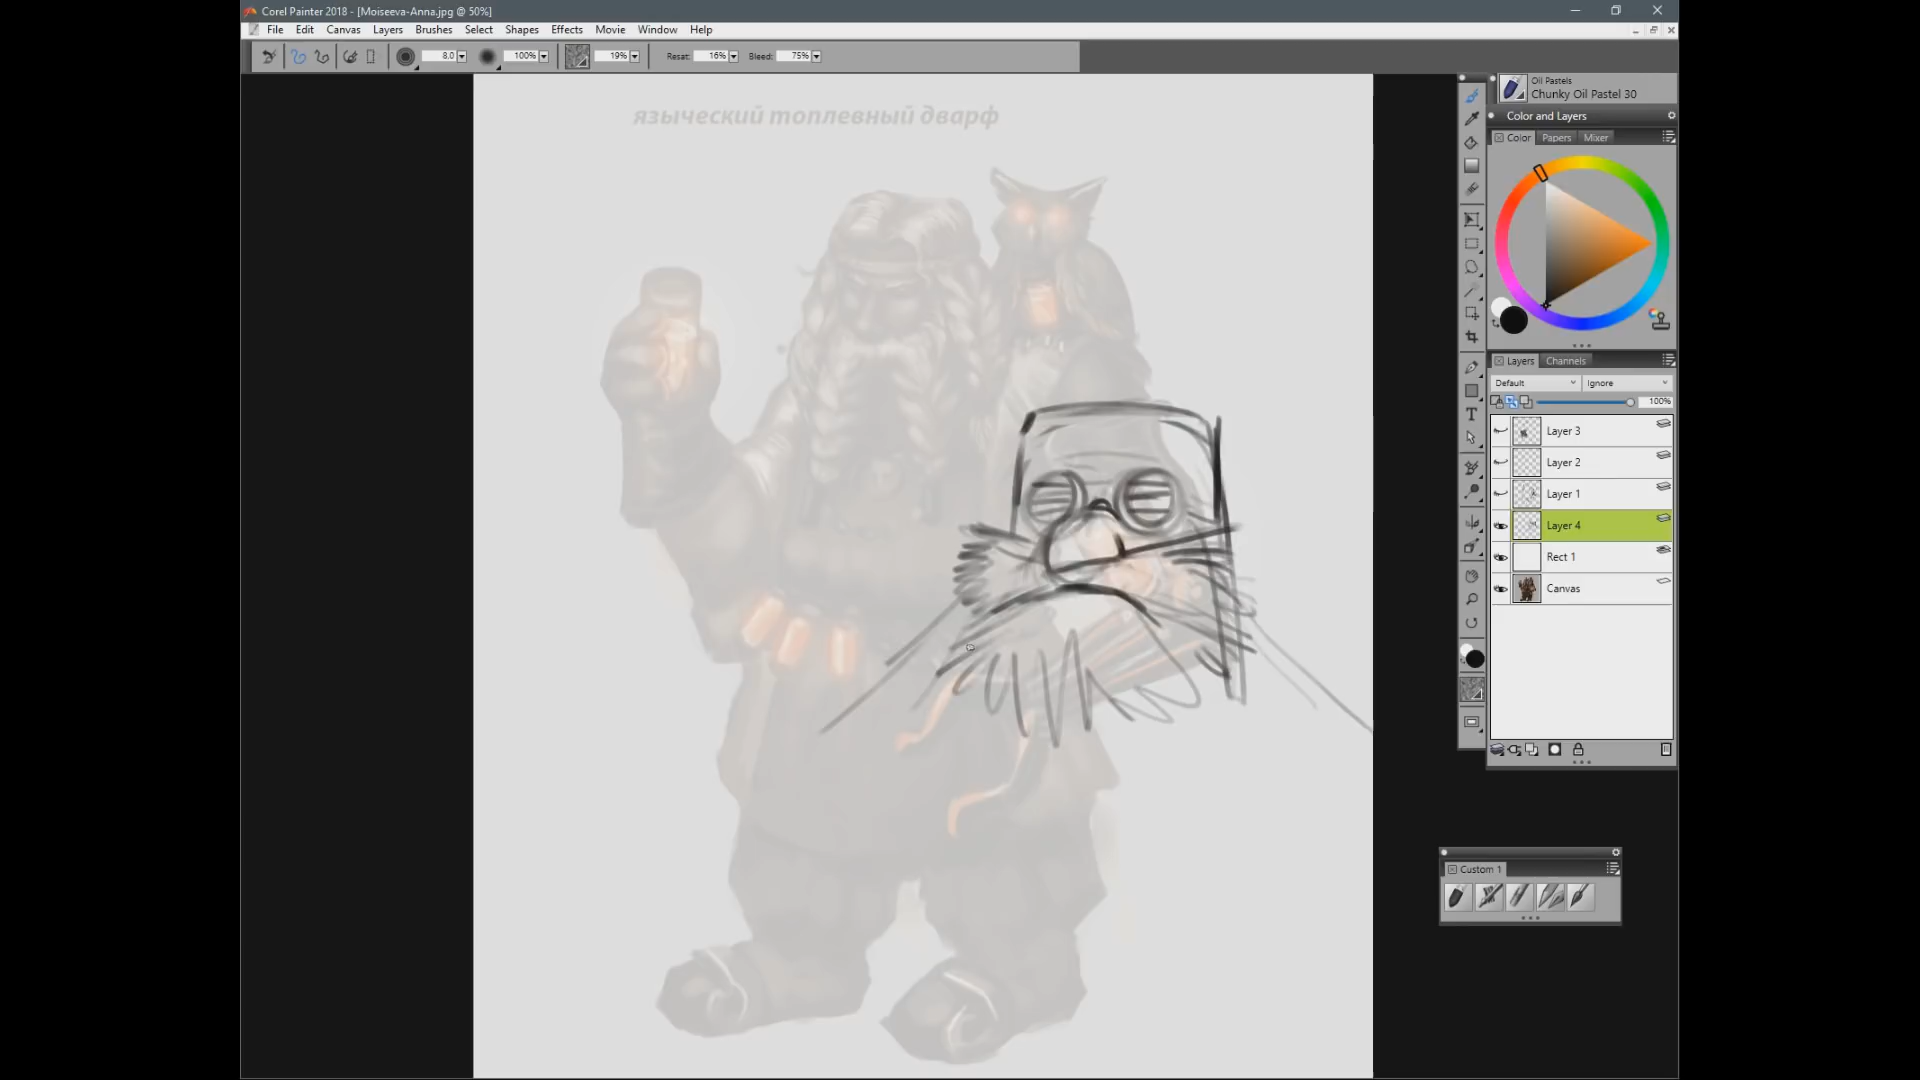 Corel Painter 2018 - [Moiseeva-Anna.jpg @ 50%]
File Edit Canvas Layers Brushes Select Shapes Effects Movie Window Help
8.0 100% 19% Resat: 16% Bleed: 75%
Oil Pastels
Chunky Oil Pastel 30
Color and Layers
Color Papers Mixer
языческий топлевный дварф
Layers Channels
Default Ignore
100%
Layer 3
Layer 2
Layer 1
Layer 4
Rect 1
Canvas
Custom 1